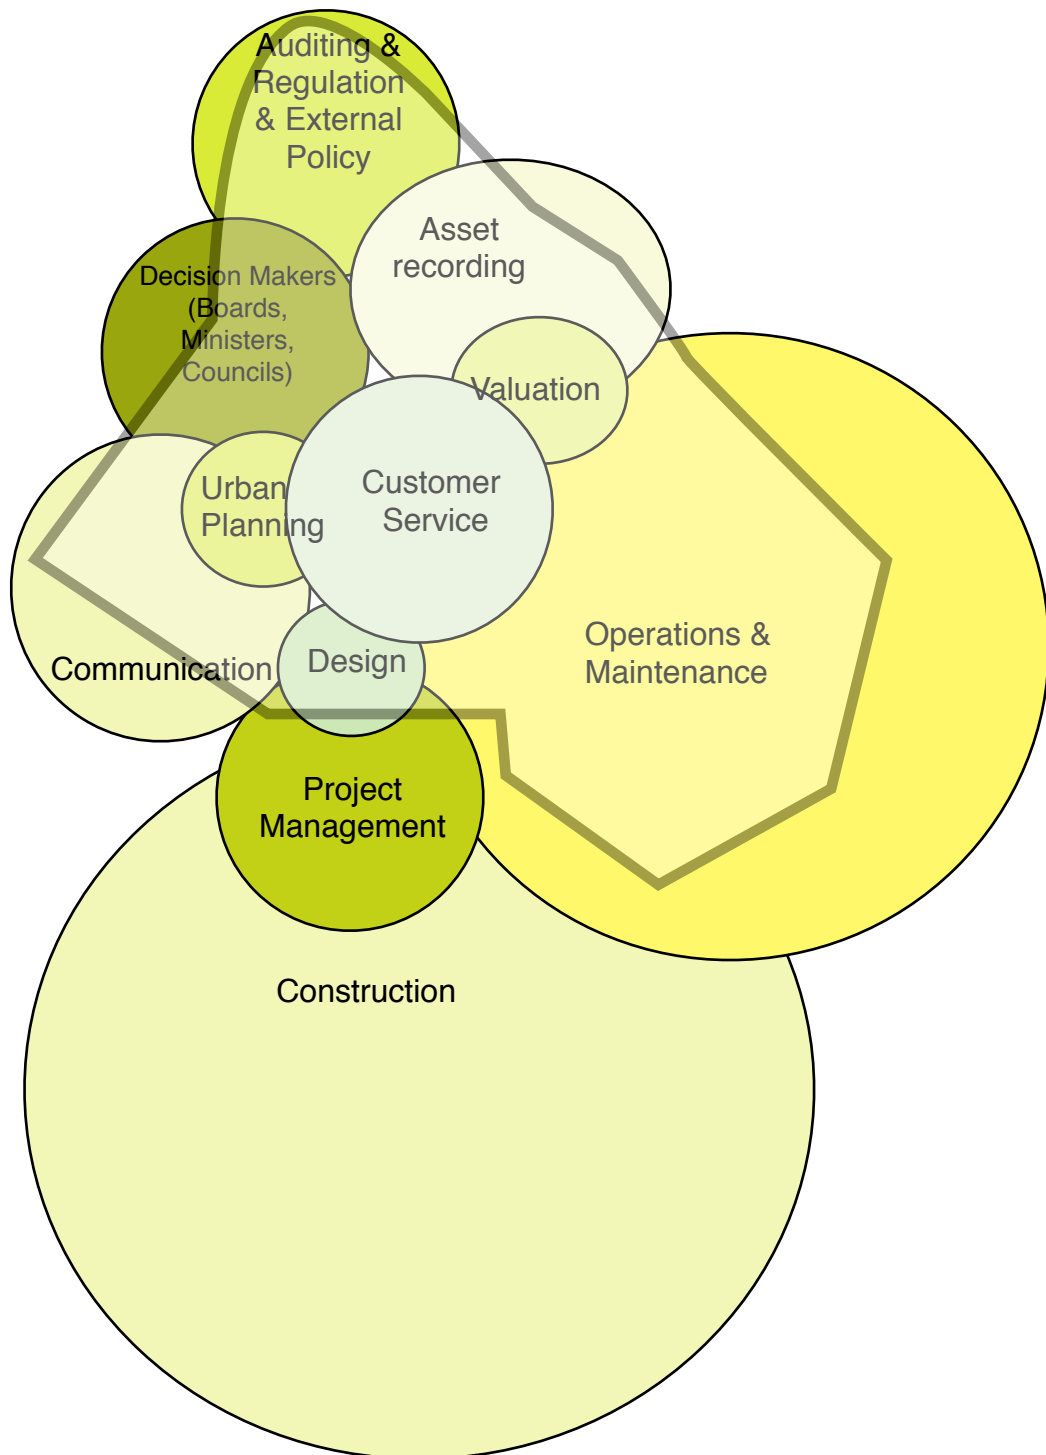 Auditing &
Regulation
& External
Policy
Asset
recording
Decision Makers
(Boards,
Ministers,
Councils)
Valuation
Urban
Planning
Customer
Service
Operations &
Maintenance
Communication
Design
Project
Management
Construction